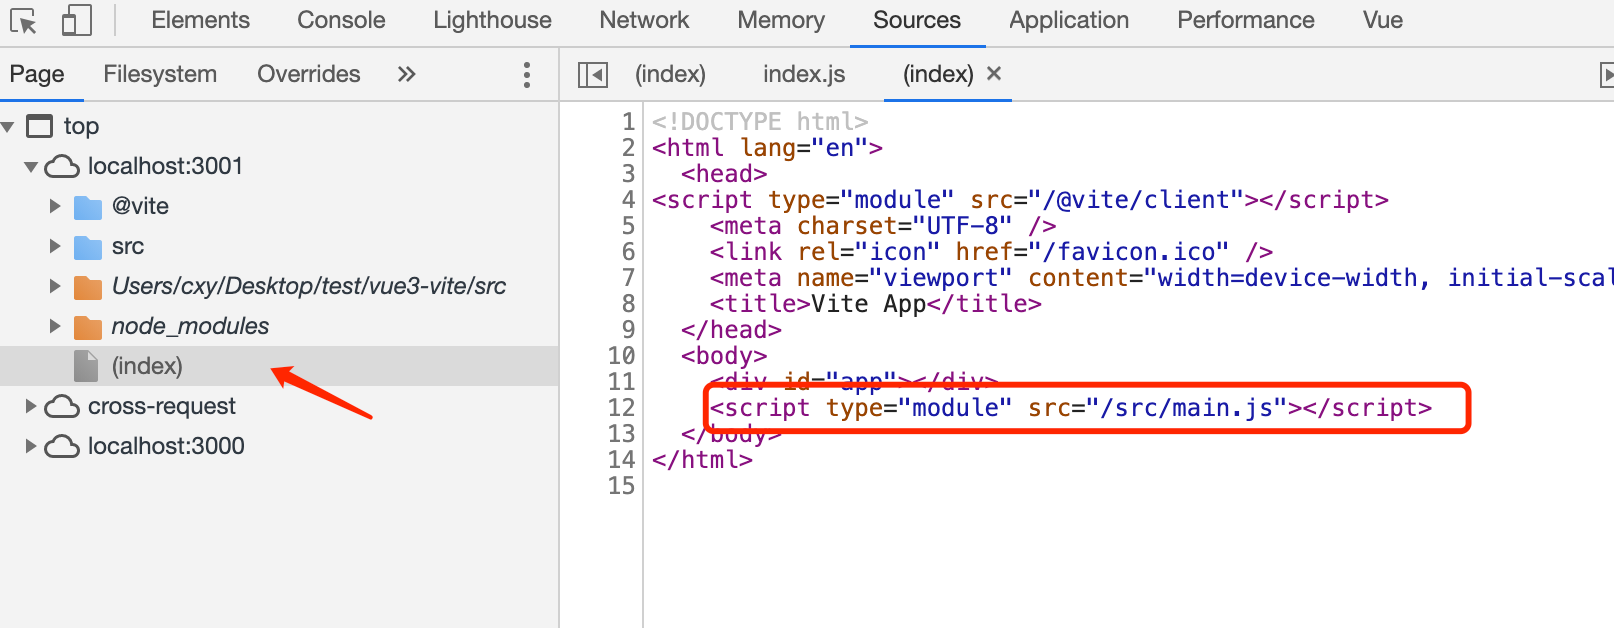 Elements Console Lighthouse Network Memory Sources Application Performance Vue
Page Filesystem Overrides »
(index) index.js (index) ×
top
localhost:3001
@vite
src
Users/cxy/Desktop/test/vue3-vite/src
node_modules
(index)
cross-request
localhost:3000
1 <!DOCTYPE html>
2 <html lang="en">
3 <head>
4 <script type="module" src="/@vite/client"></script>
5 <meta charset="UTF-8" />
6 <link rel="icon" href="/favicon.ico" />
7 <meta name="viewport" content="width=device-width, initial-scal
8 <title>Vite App</title>
9 </head>
10 <body>
11 <div id="app"></div>
12 <script type="module" src="/src/main.js"></script>
13 </body>
14 </html>
15